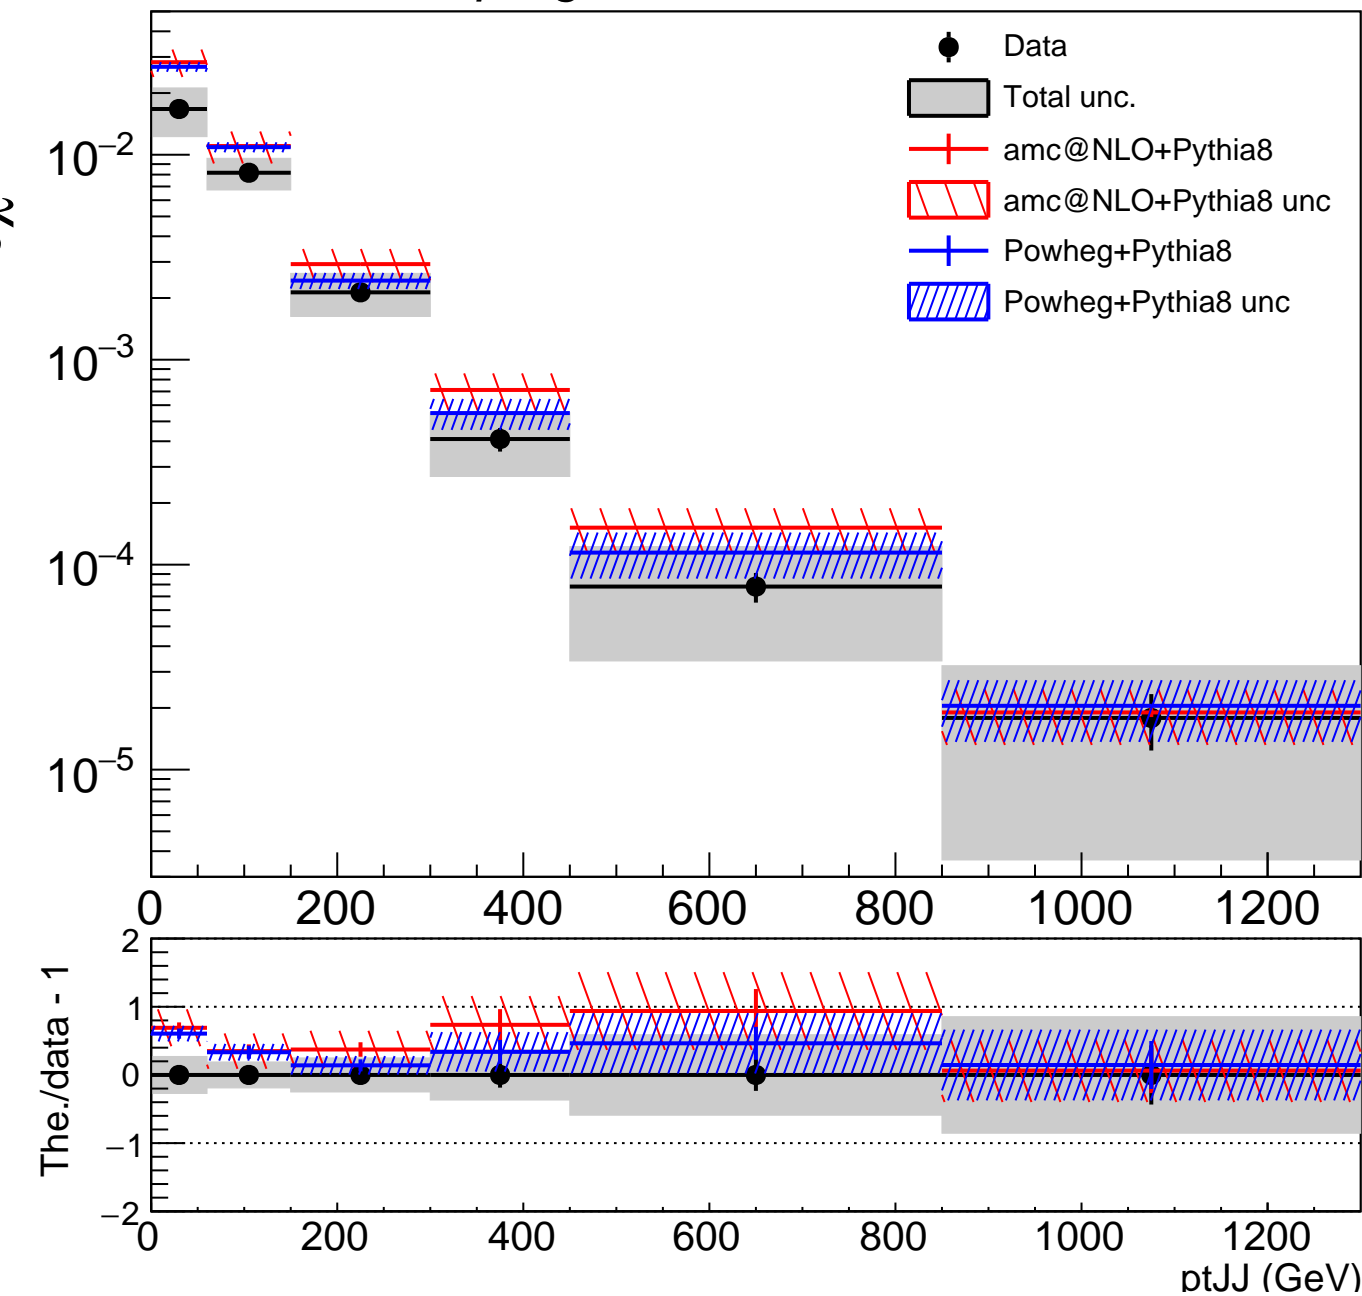 Data
Total unc.
amc@NLO+Pythia8
amc@NLO+Pythia8 unc
Powheg+Pythia8
Powheg+Pythia8 unc
10−2
10−3
10−4
10−5
0 200 400 600 800 1000 1200
The./data - 1
2
1
0
−1
−2
0 200 400 600 800 1000 1200
ptJJ (GeV)